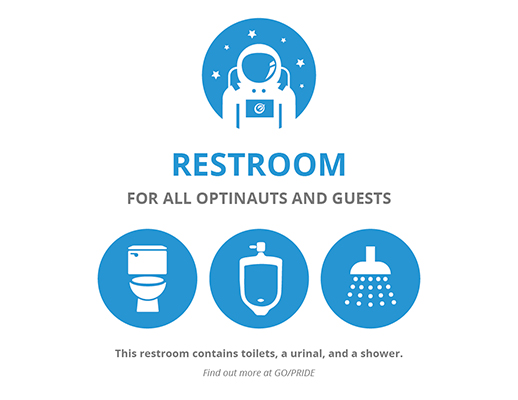 RESTROOM
FOR ALL OPTINAUTS AND GUESTS
This restroom contains toilets, a urinal, and a shower.
Find out more at GO/PRIDE